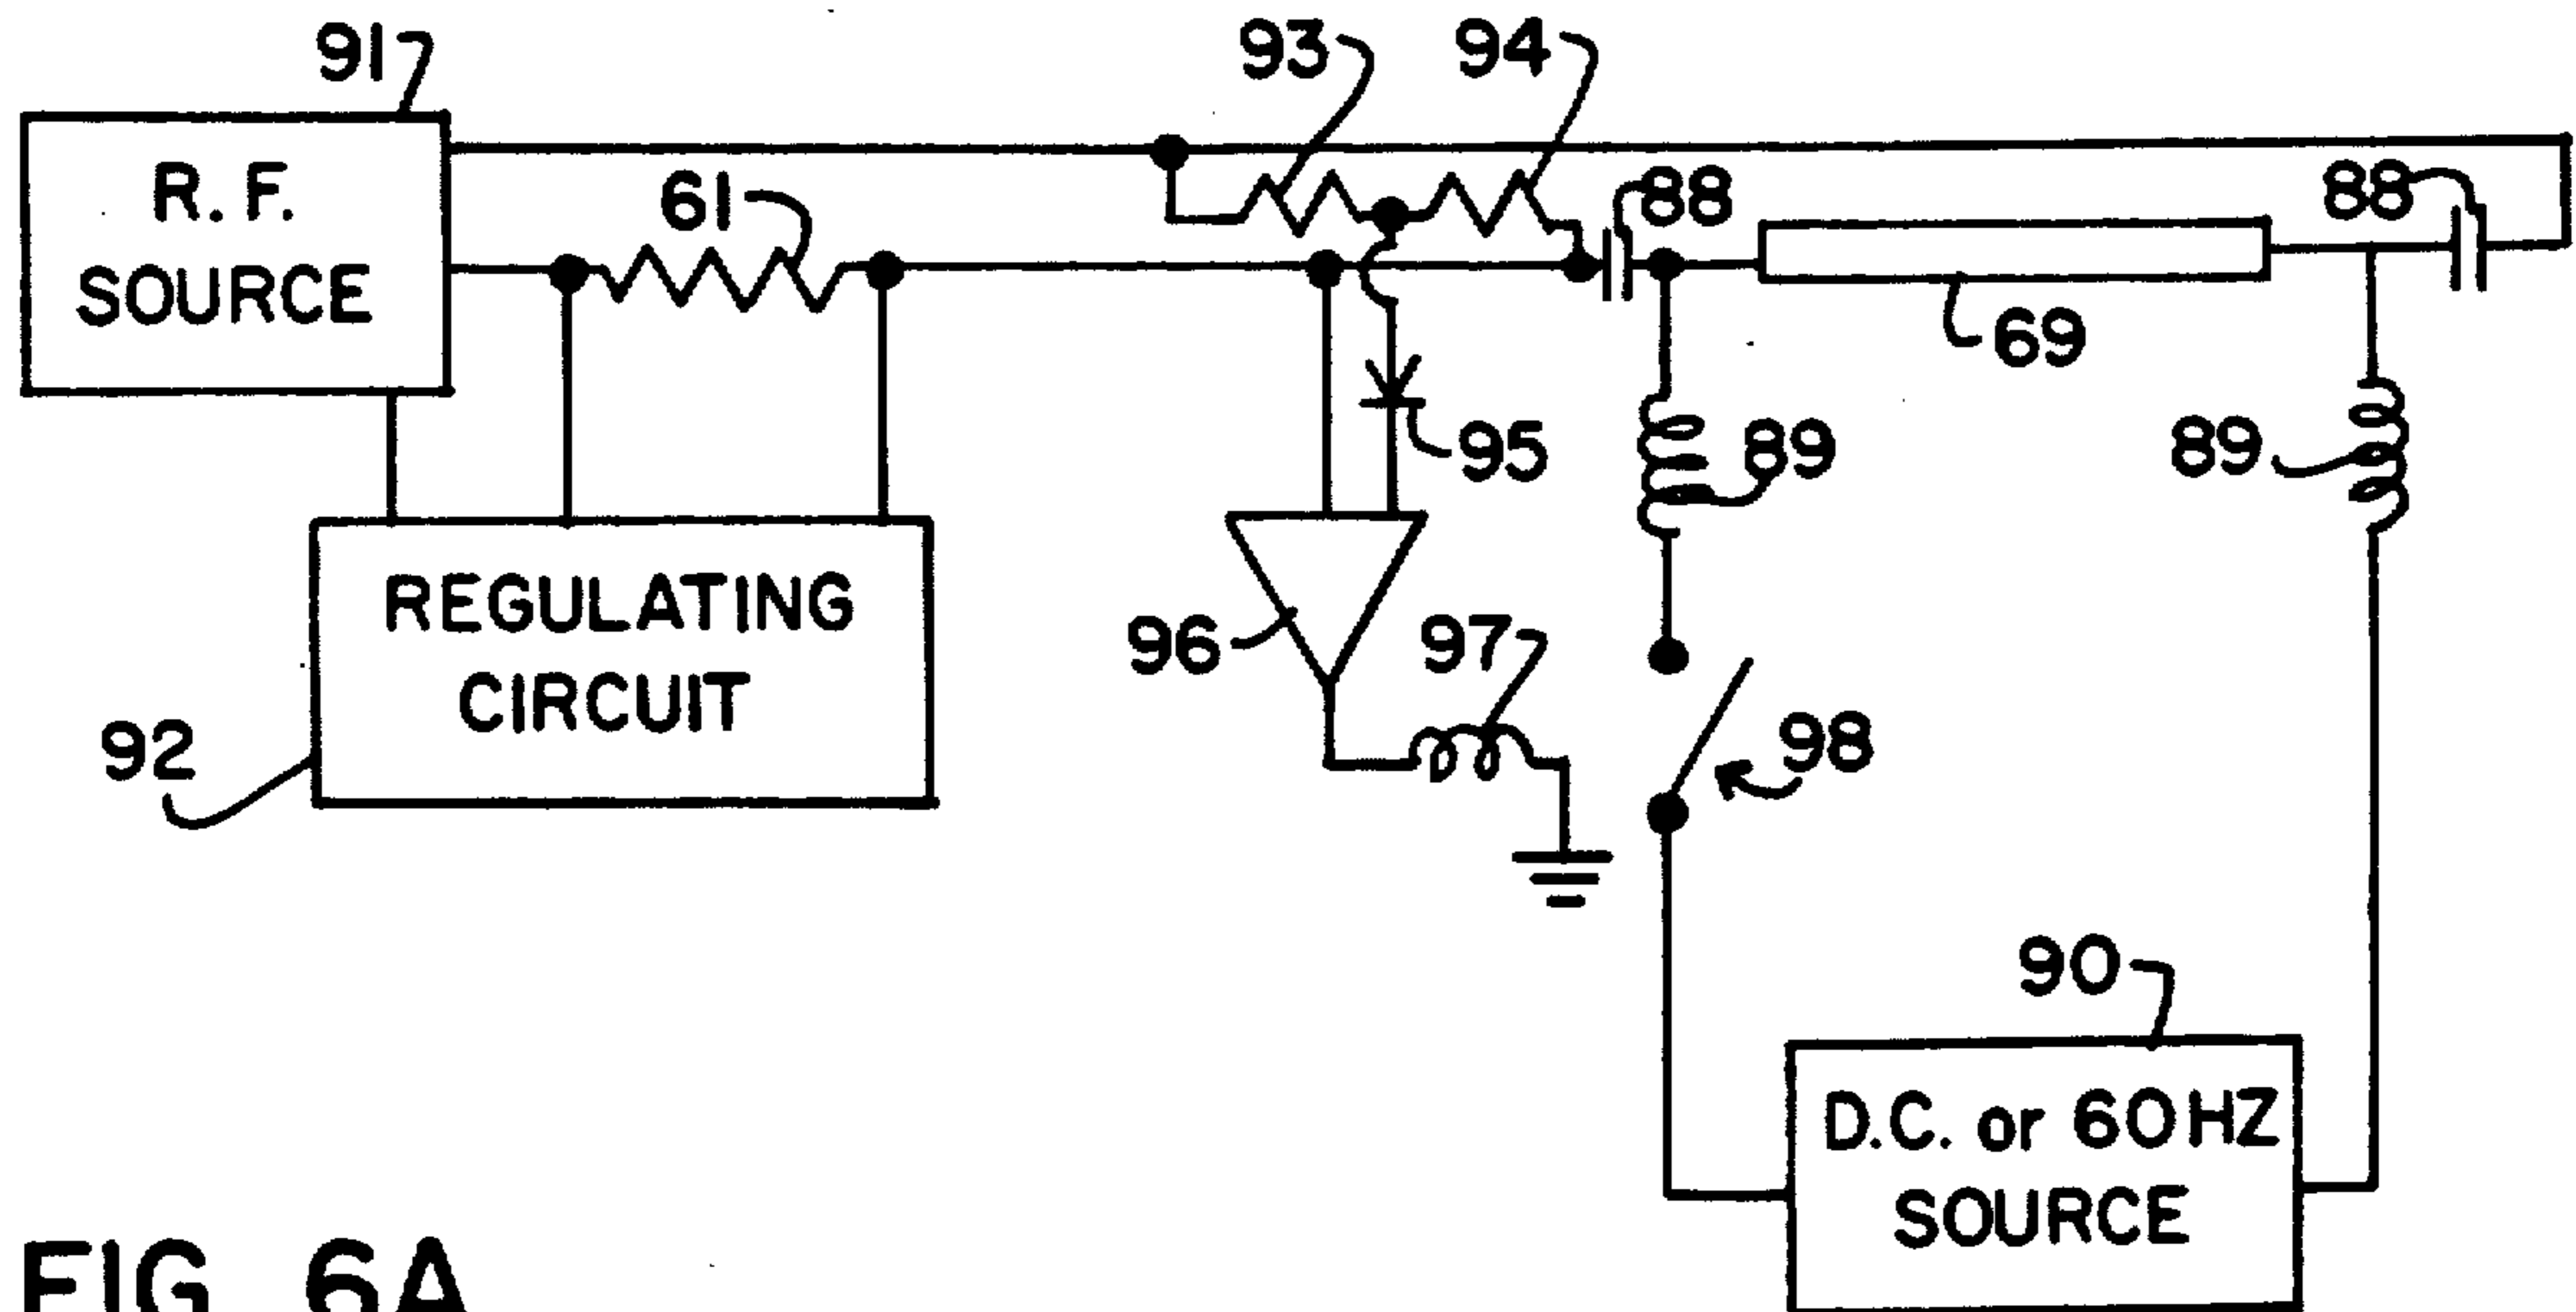 91
93
94
R. F.
SOURCE
61
88
88
69
95
89
89
REGULATING
CIRCUIT
92
96
97
98
90
D.C. or 60HZ
SOURCE
FIG 6A